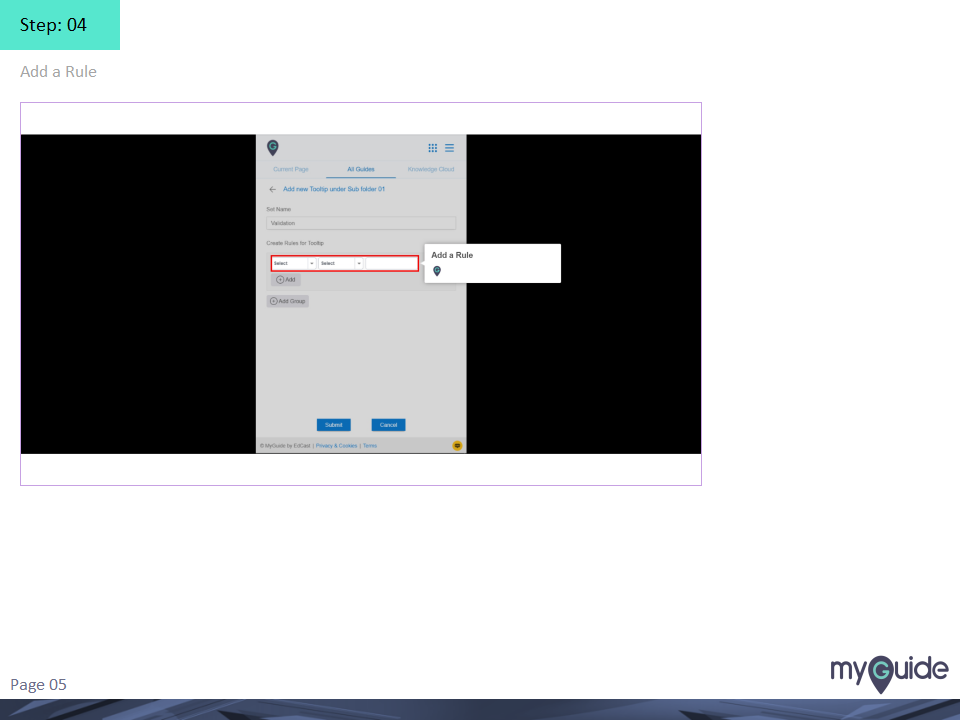 Step: 04
Add a Rule
Current Page All Guides Knowledge Cloud
Add new Tooltip under Sub folder 01
Set Name
Validation
Create Rules for Tooltip
Select Select
Add a Rule
Add
Add Group
Submit Cancel
© MyGuide by EdCast | Privacy & Cookies | Terms
myGuide
Page 05